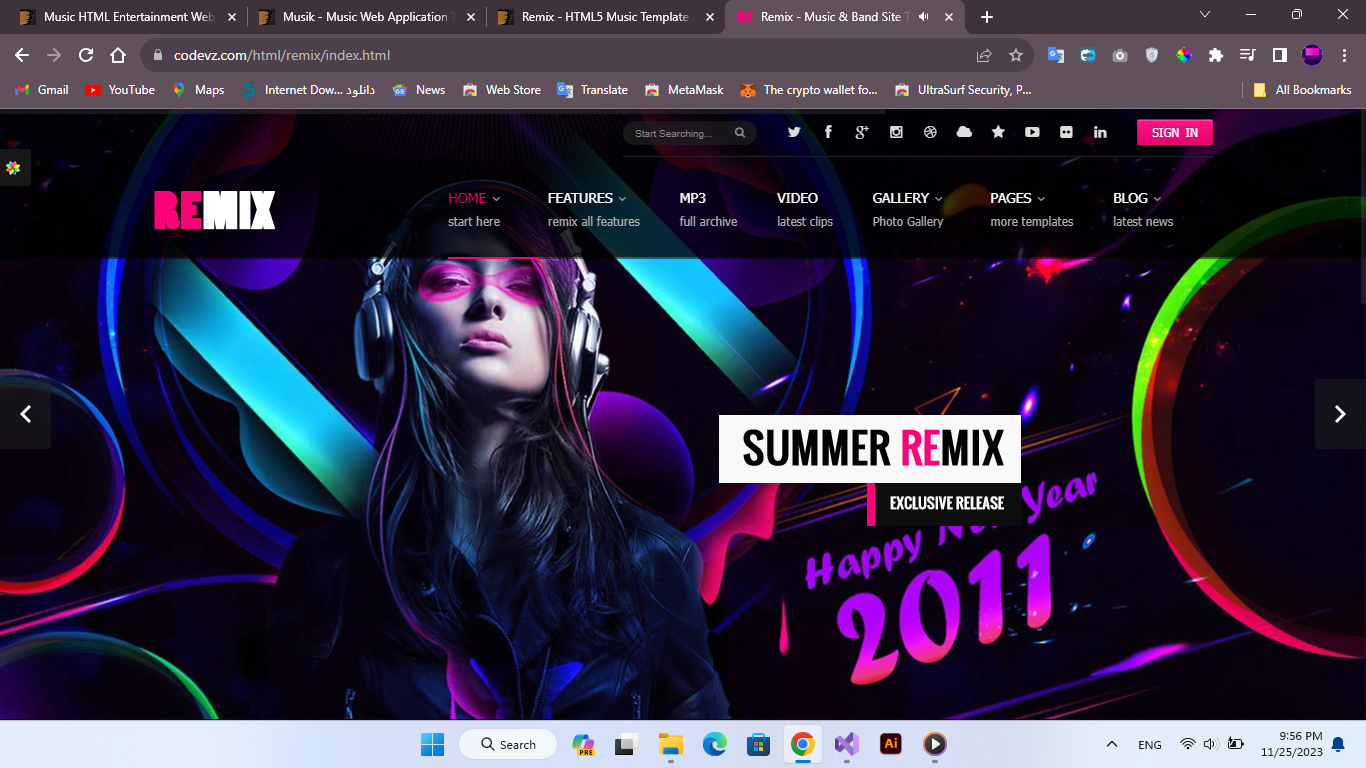 Music HTML Entertainment Web
Musik - Music Web Application T
Remix - HTML5 Music Template
Remix - Music & Band Site T
codevz.com/html/remix/index.html
Gmail
YouTube
Maps
Internet Dow... دانلود
News
Web Store
Translate
MetaMask
The crypto wallet fo...
UltraSurf Security, P...
All Bookmarks
Start Searching...
SIGN IN
REMIX
HOME
FEATURES
MP3
VIDEO
GALLERY
PAGES
BLOG
start here
remix all features
full archive
latest clips
Photo Gallery
more templates
latest news
SUMMER REMIX
EXCLUSIVE RELEASE
Happy Year
2011
Search
PRE
Ai
ENG
9:56 PM
11/25/2023